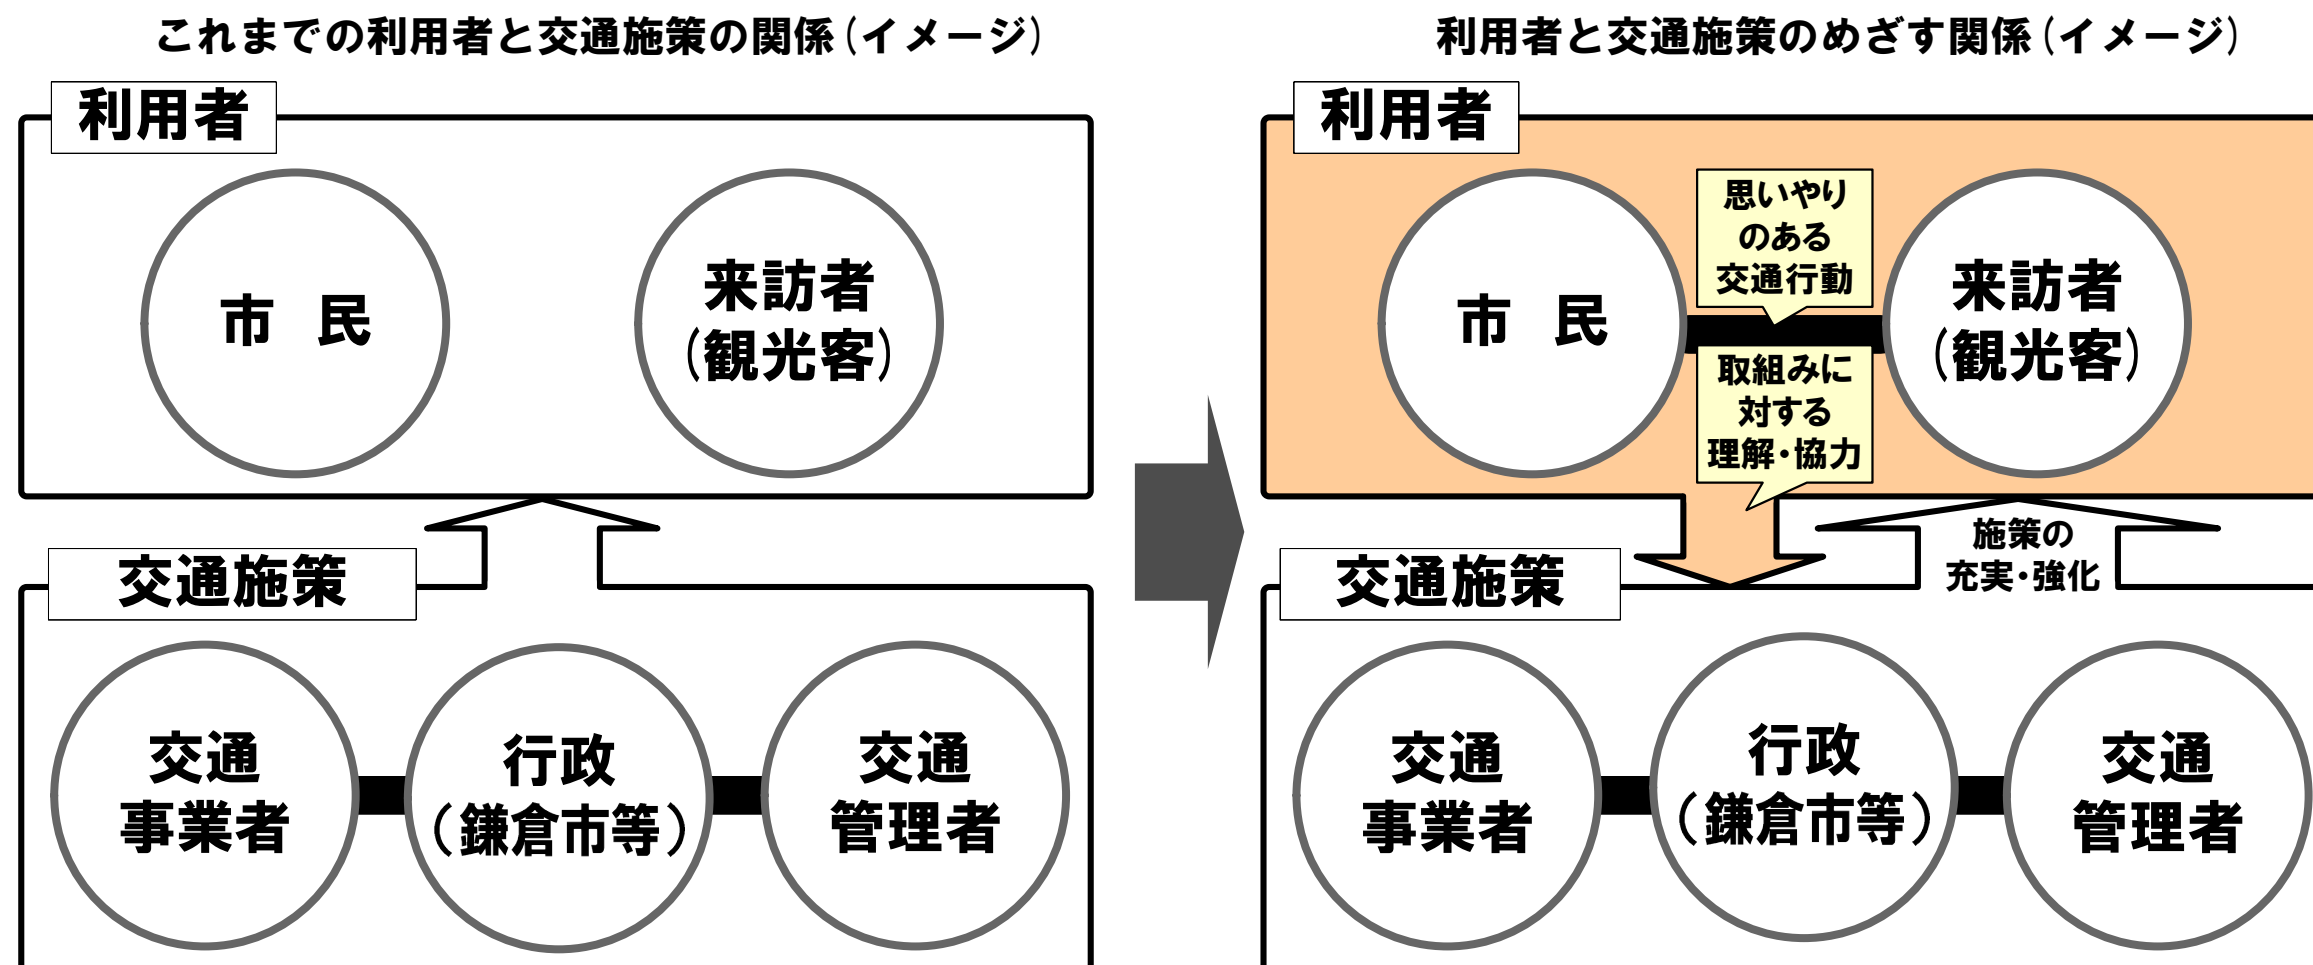 これまでの利用者と交通施策の関係(イメージ)
利用者
市 民
来訪者
(観光客)
交通施策
交通
事業者
行政
(鎌倉市等)
交通
管理者
利用者と交通施策のめざす関係(イメージ)
利用者
市 民
思いやり
のある
交通行動
取組みに
対する
理解・協力
来訪者
(観光客)
施策の
充実・強化
交通施策
交通
事業者
行政
(鎌倉市等)
交通
管理者